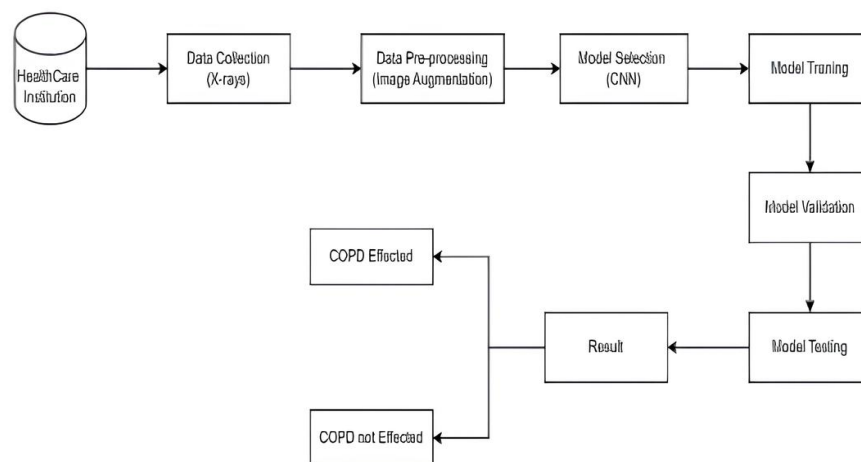 HealthCare
Institution
Data Collection
(X-rays)
Data Pre-processing
(Image Augmentation)
Model Selection
(CNN)
Model Traning
Model Validation
COPD Effected
Result
Model Testing
COPD not Effected